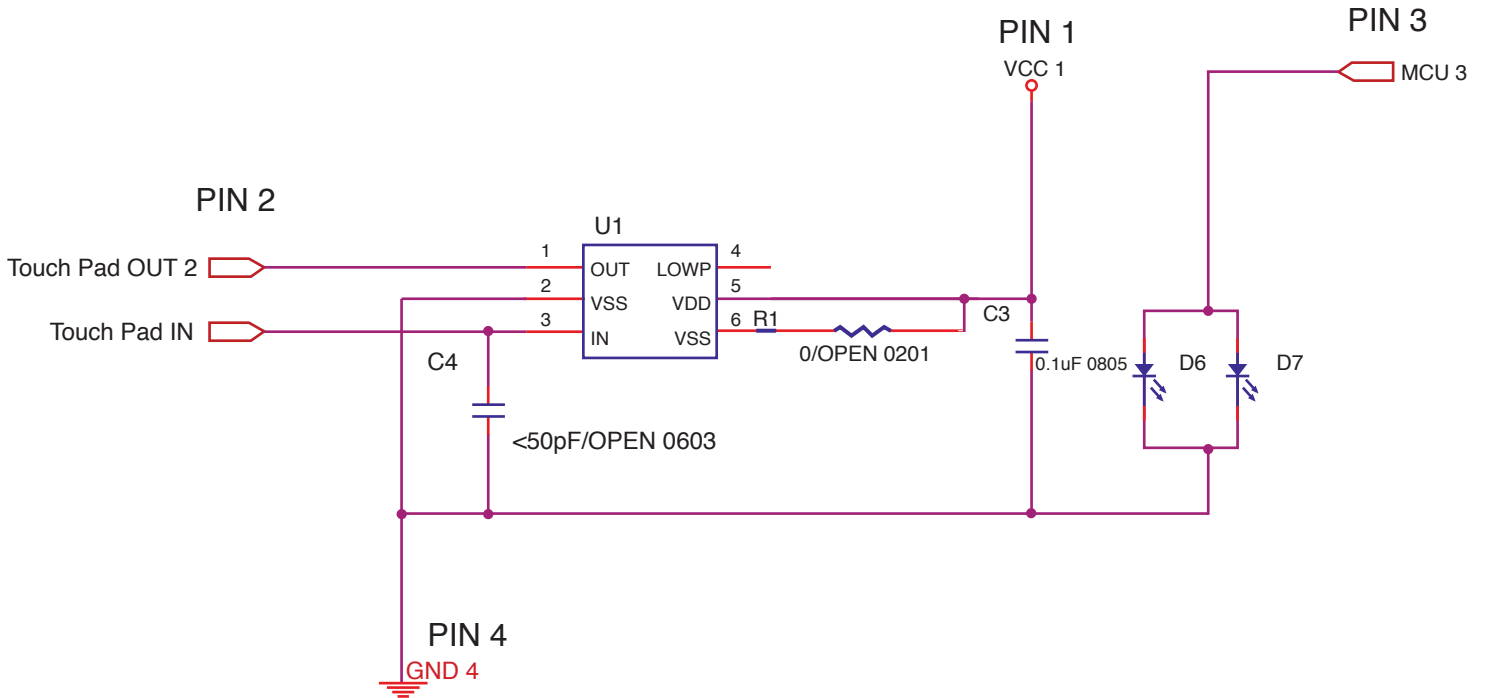 PIN 3
PIN 1
VCC 1
MCU 3
PIN 2
U1
1
4
Touch Pad OUT 2
OUT
LOWP
2
5
VSS
VDD
C3
3
6
R1
Touch Pad IN
IN
VSS
0/OPEN 0201
C4
0.1uF 0805
D6
D7
<50pF/OPEN 0603
PIN 4
GND 4